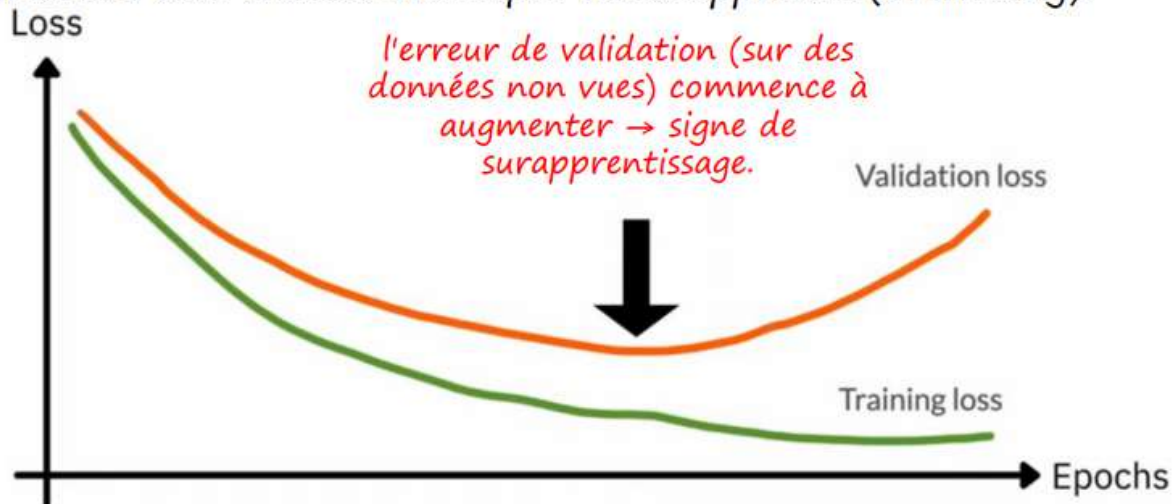 Loss
l'erreur de validation (sur des
données non vues) commence à
augmenter → signe de
surapprentissage.
Validation loss
Training loss
Epochs